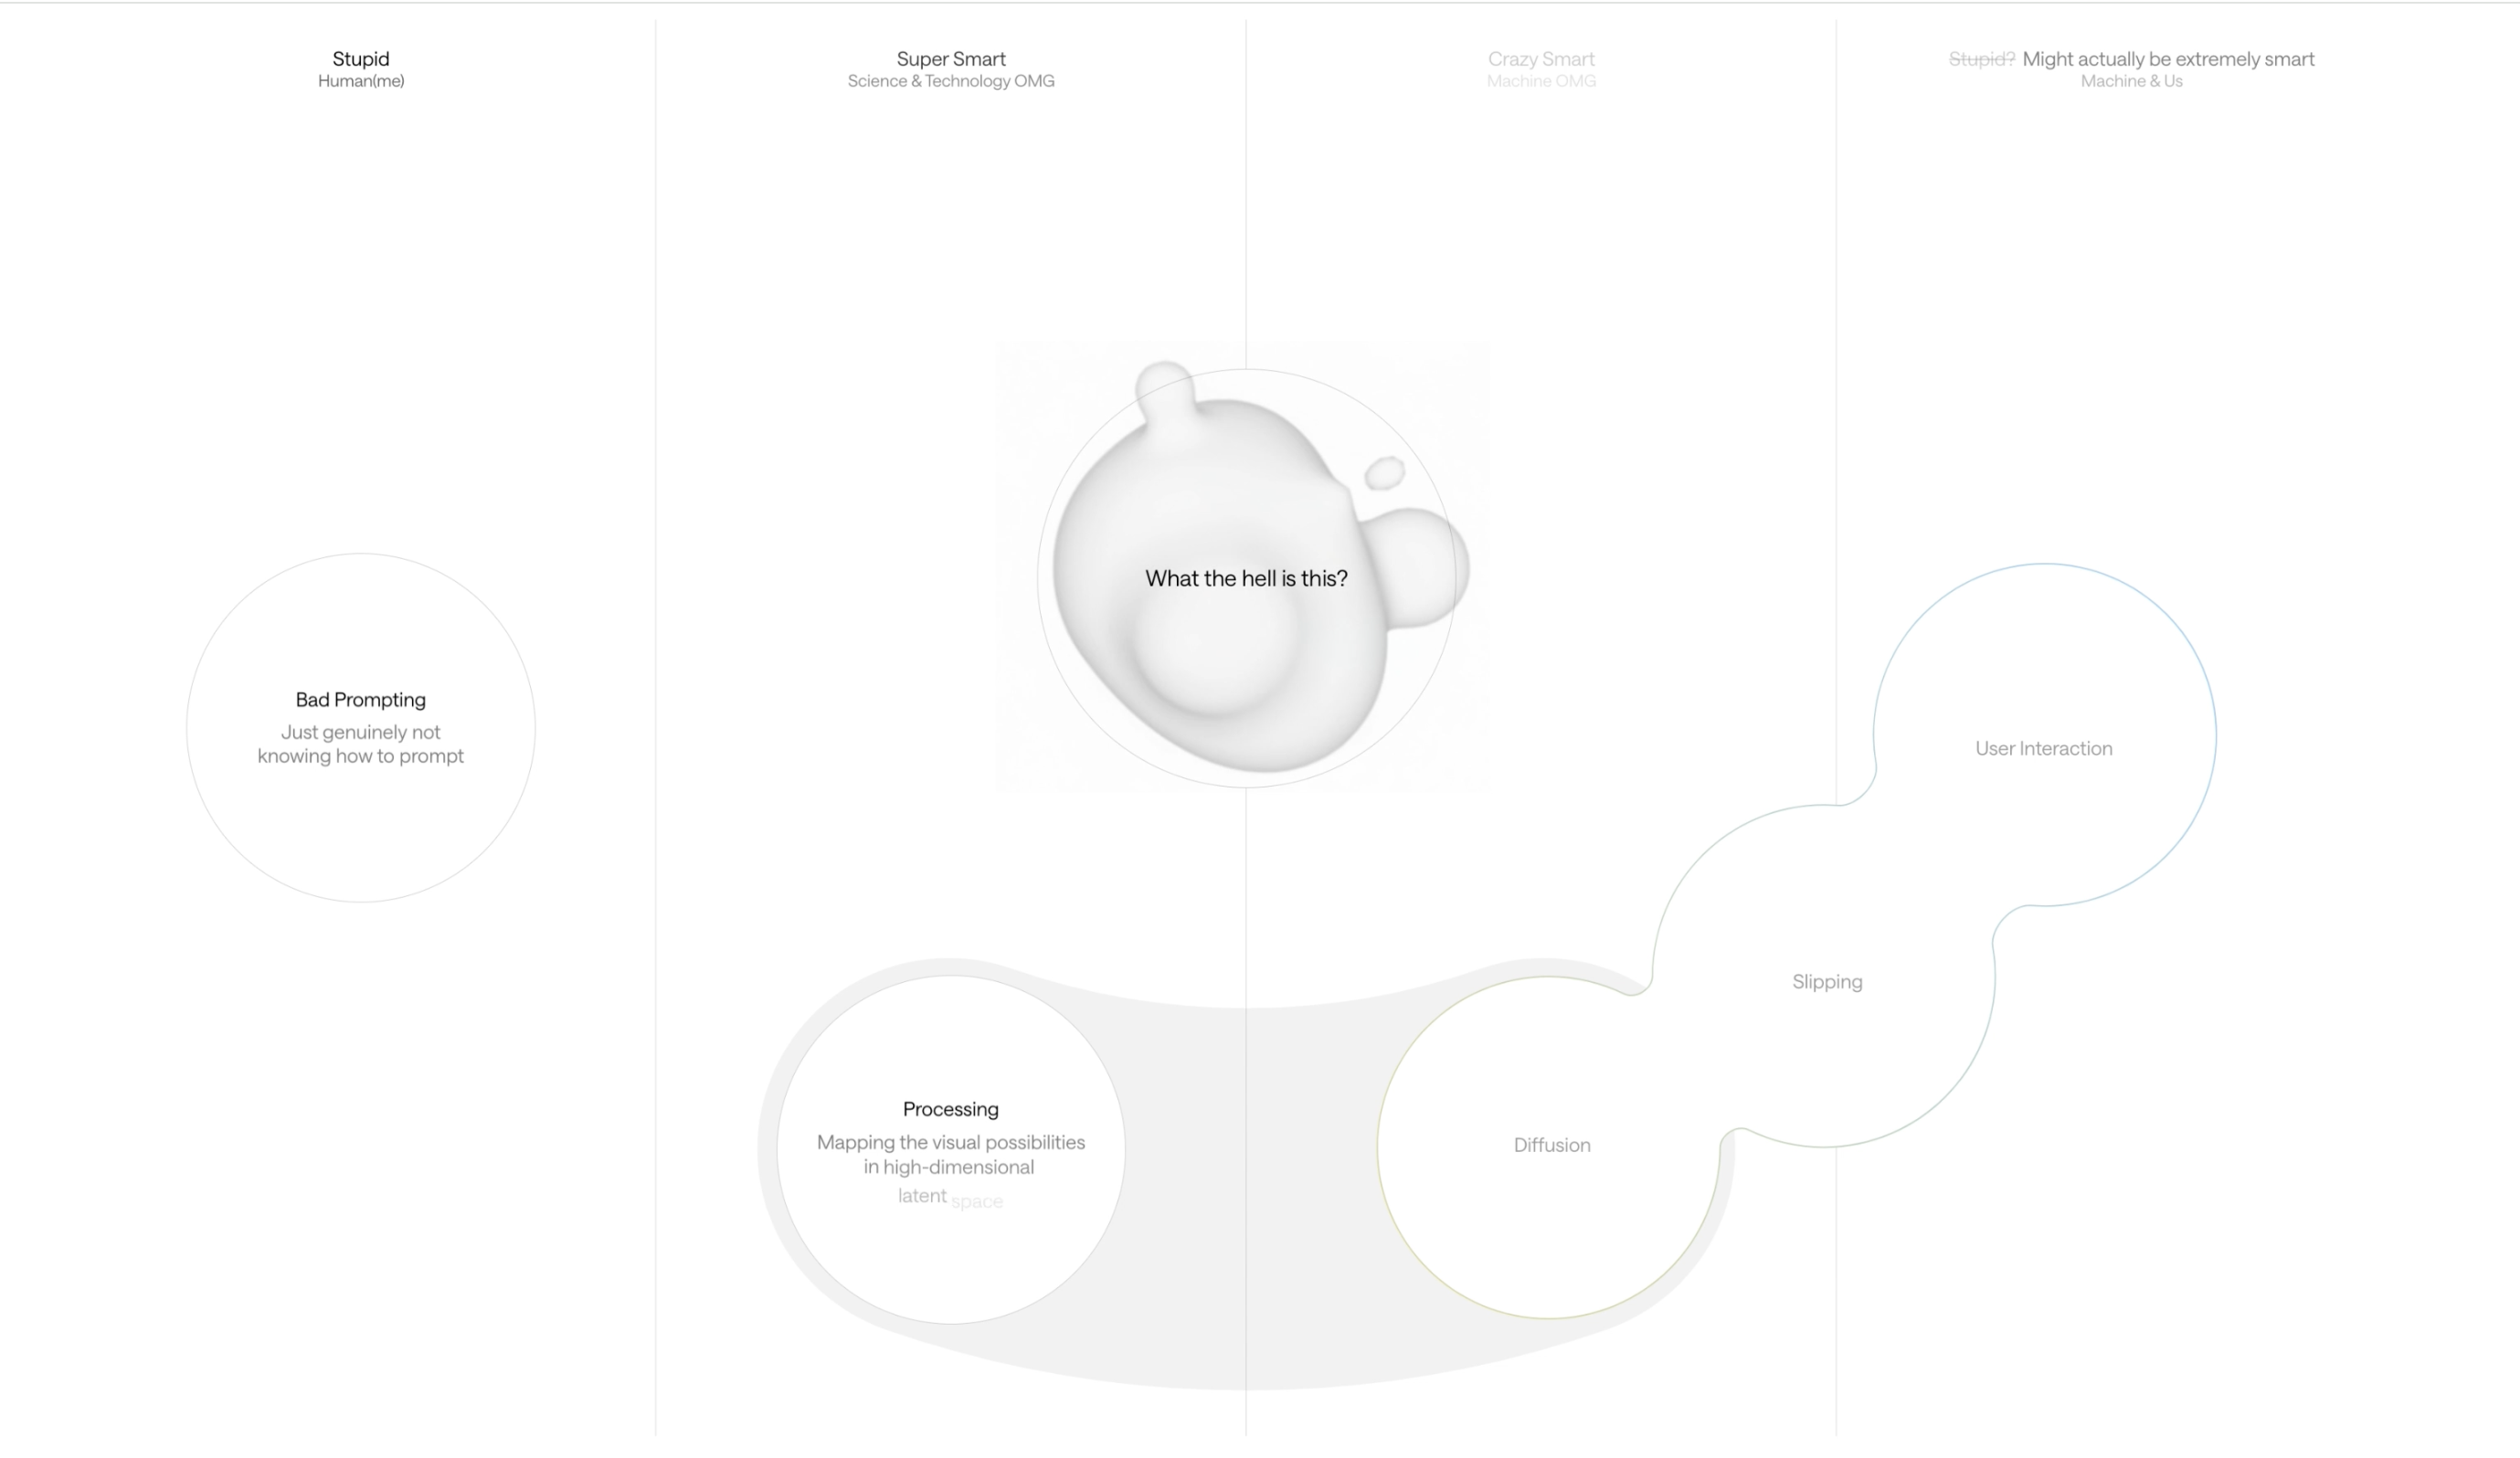 Stupid
Human(me)
Super Smart
Science & Technology OMG
Crazy Smart
Machine OMG
Stupid? Might actually be extremely smart
Machine & Us
What the hell is this?
Bad Prompting
Just genuinely not
knowing how to prompt
User Interaction
Slipping
Processing
Mapping the visual possibilities
in high-dimensional
latent space
Diffusion